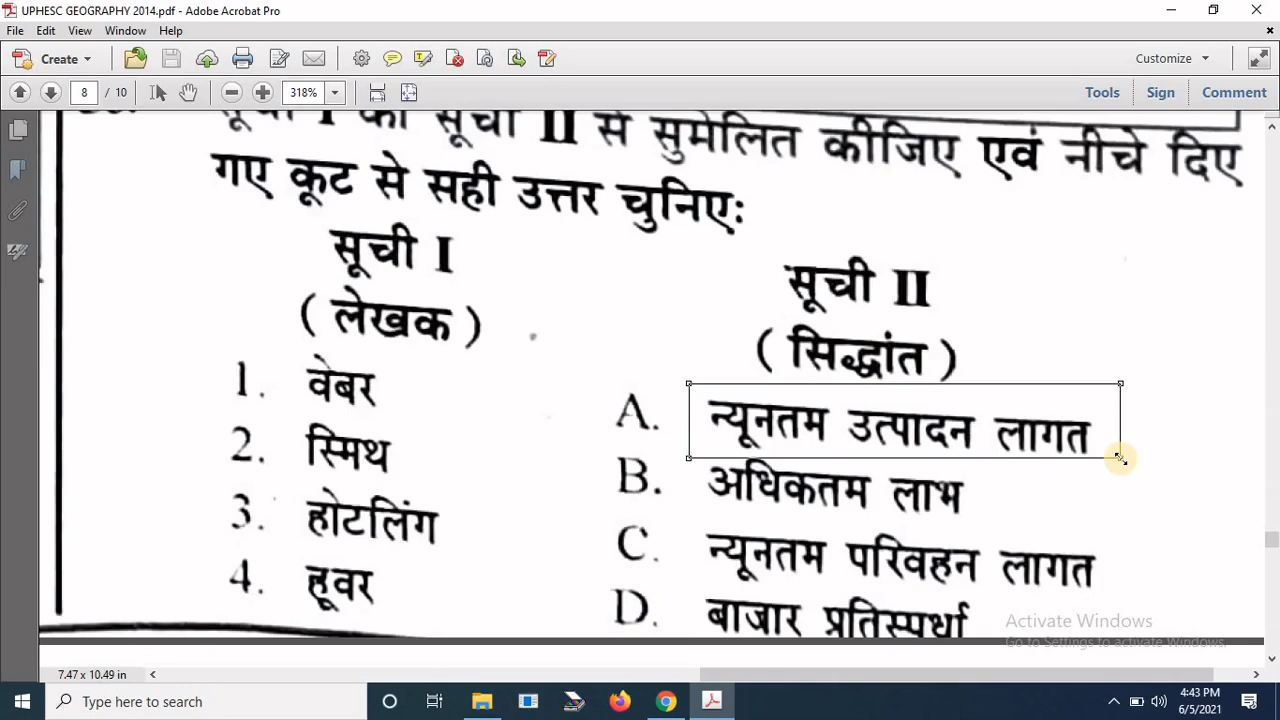 UPHESC GEOGRAPHY 2014.pdf - Adobe Acrobat Pro
File Edit View Window Help
Create Customize
8 / 10 318% Tools Sign Comment
सूची I को सूची II से सुमेलित कीजिए एवं नीचे दिए
गए कूट से सही उत्तर चुनिए:
सूची I
सूची II
( लेखक )
( सिद्धांत )
1. वेबर
A. न्यूनतम उत्पादन लागत
2. स्मिथ
B. अधिकतम लाभ
3. होटलिंग
C. न्यूनतम परिवहन लागत
4. हूवर
D. बाजार प्रतिस्पर्धा
Activate Windows
Go to Settings to activate Windows.
7.47 x 10.49 in
Type here to search
4:43 PM
6/5/2021